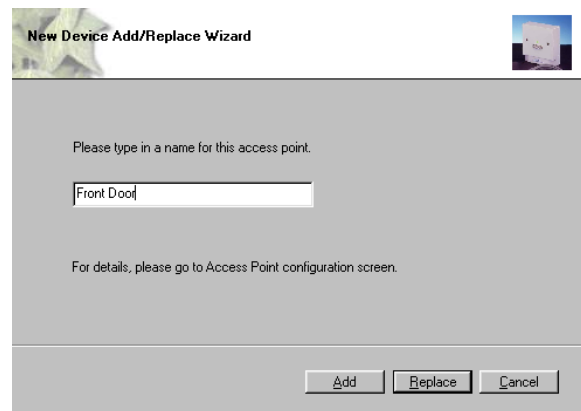 New Device Add/Replace Wizard
Please type in a name for this access point.
Front Door
For details, please go to Access Point configuration screen.
Add Replace Cancel